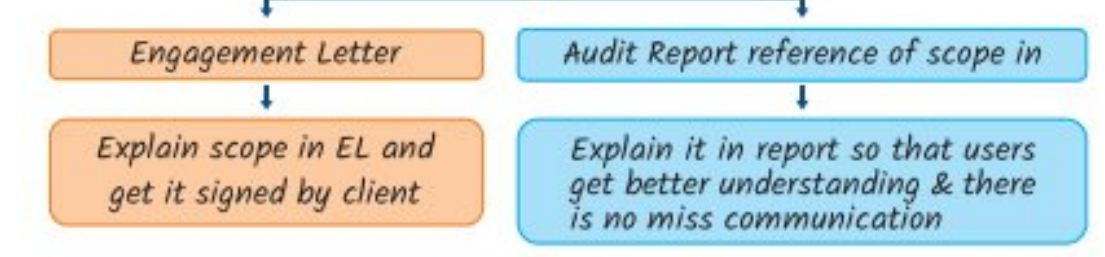 Engagement Letter
Audit Report reference of scope in
Explain scope in EL and
get it signed by client
Explain it in report so that users
get better understanding & there
is no miss communication